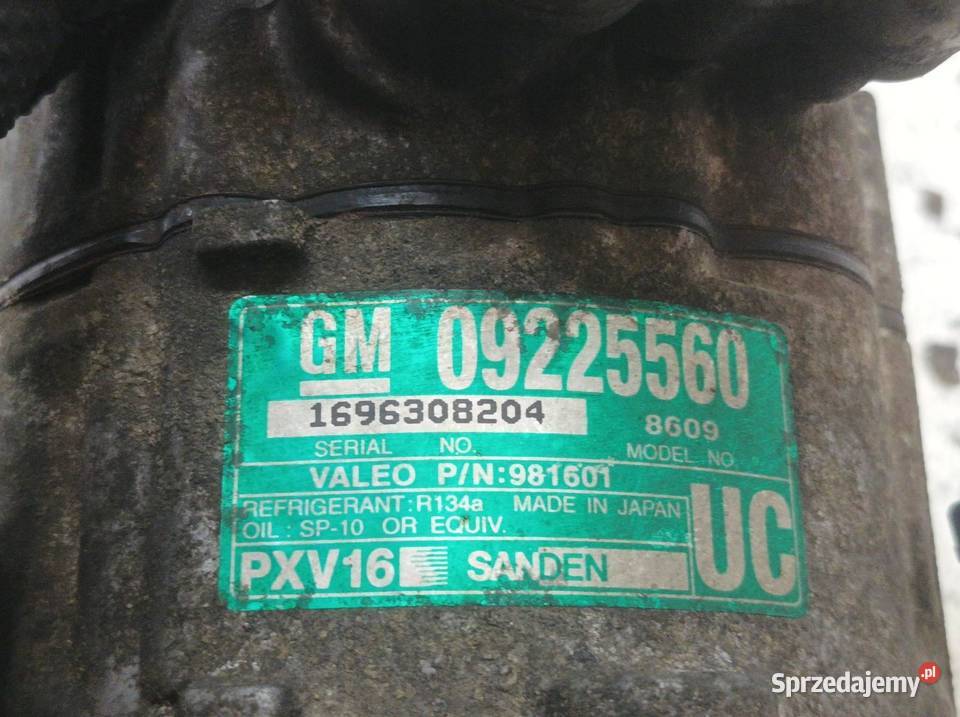 GM 09225560
1696308204 8609
SERIAL NO. MODEL NO
VALEO P/N:981601
REFRIGERANT:R134a MADE IN JAPAN
OIL : SP-10 OR EQUIV.
UC
PXV16 SANDEN
Sprzedajemy.pl